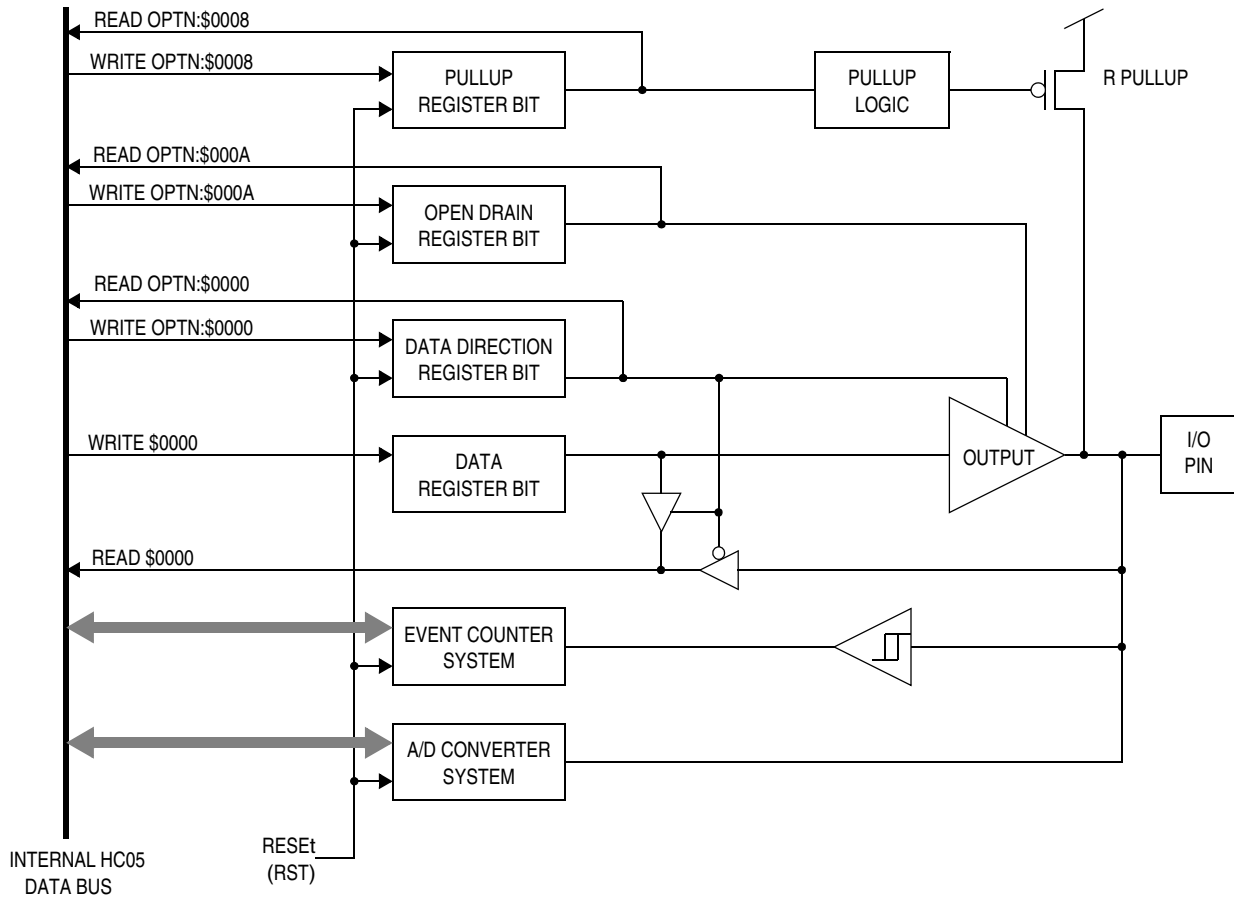 READ OPTN:$0008
WRITE OPTN:$0008
PULLUP
REGISTER BIT
PULLUP
LOGIC
R PULLUP
READ OPTN:$000A
WRITE OPTN:$000A
OPEN DRAIN
REGISTER BIT
READ OPTN:$0000
WRITE OPTN:$0000
DATA DIRECTION
REGISTER BIT
WRITE $0000
DATA
REGISTER BIT
OUTPUT
I/O
PIN
READ $0000
EVENT COUNTER
SYSTEM
A/D CONVERTER
SYSTEM
RESEt
(RST)
INTERNAL HC05
DATA BUS